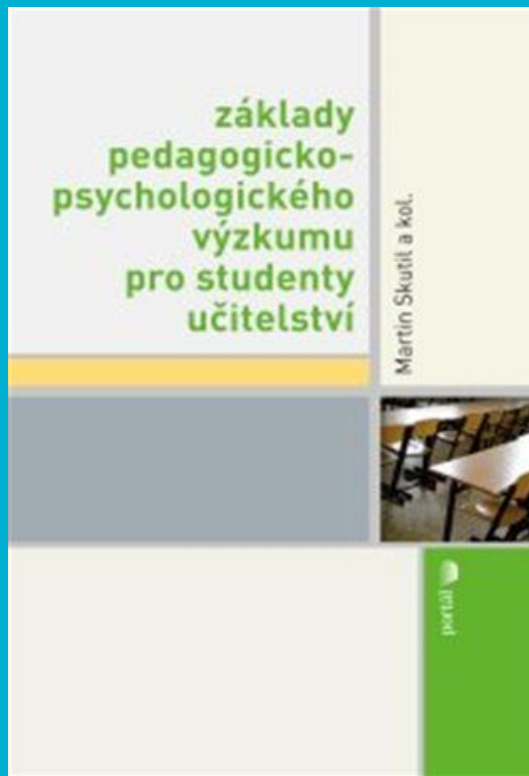 základy
pedagogicko-
psychologického
výzkumu
pro studenty
učitelství
Martin Skutil a kol.
portál